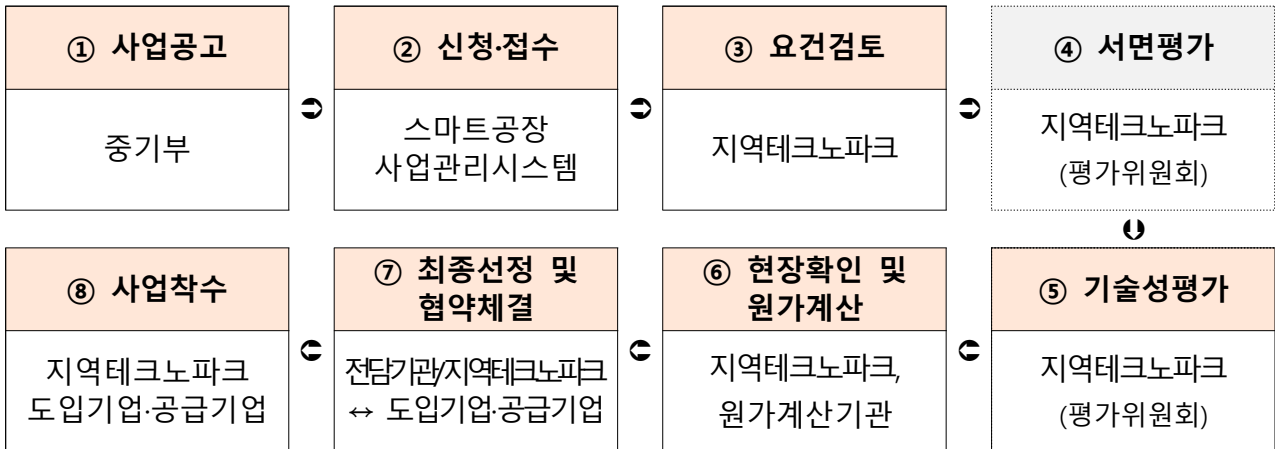 ① 사업공고
중기부
② 신청·접수
스마트공장
사업관리시스템
③ 요건검토
지역테크노파크
④ 서면평가
지역테크노파크
(평가위원회)
⑤ 기술성평가
지역테크노파크
(평가위원회)
⑥ 현장확인 및
원가계산
지역테크노파크,
원가계산기관
⑦ 최종선정 및
협약체결
전담기관/지역테크노파크
↔ 도입기업·공급기업
⑧ 사업착수
지역테크노파크
도입기업·공급기업